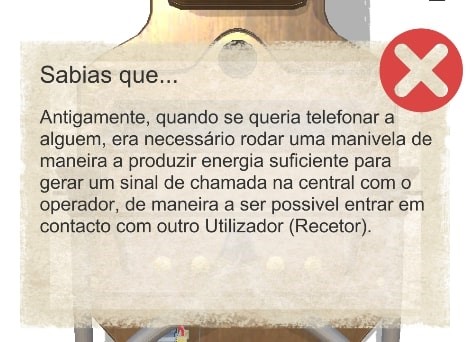 Sabias que...
Antigamente, quando se queria telefonar a
alguem, era necessário rodar uma manivela de
maneira a produzir energia suficiente para
gerar um sinal de chamada na central com o
operador, de maneira a ser possivel entrar em
contacto com outro Utilizador (Recetor).